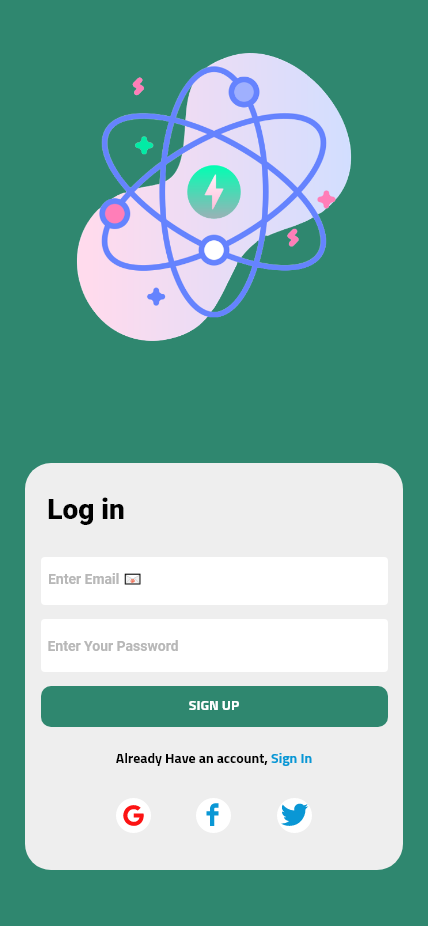 Log in
Enter Email 💌
Enter Your Password
SIGN UP
Already Have an account, Sign In